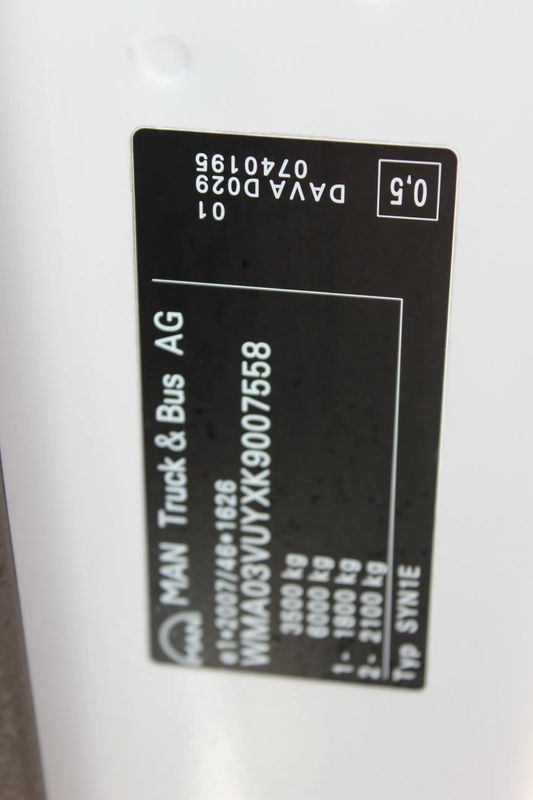 MAN MAN Truck & Bus AG
e1*2007/46*1626
WMA03VUYXK9007558
3500 kg
6000 kg
1- 1800 kg
2- 2100 kg
Typ SYN1E
0740195
DAVA D029
01
0,5